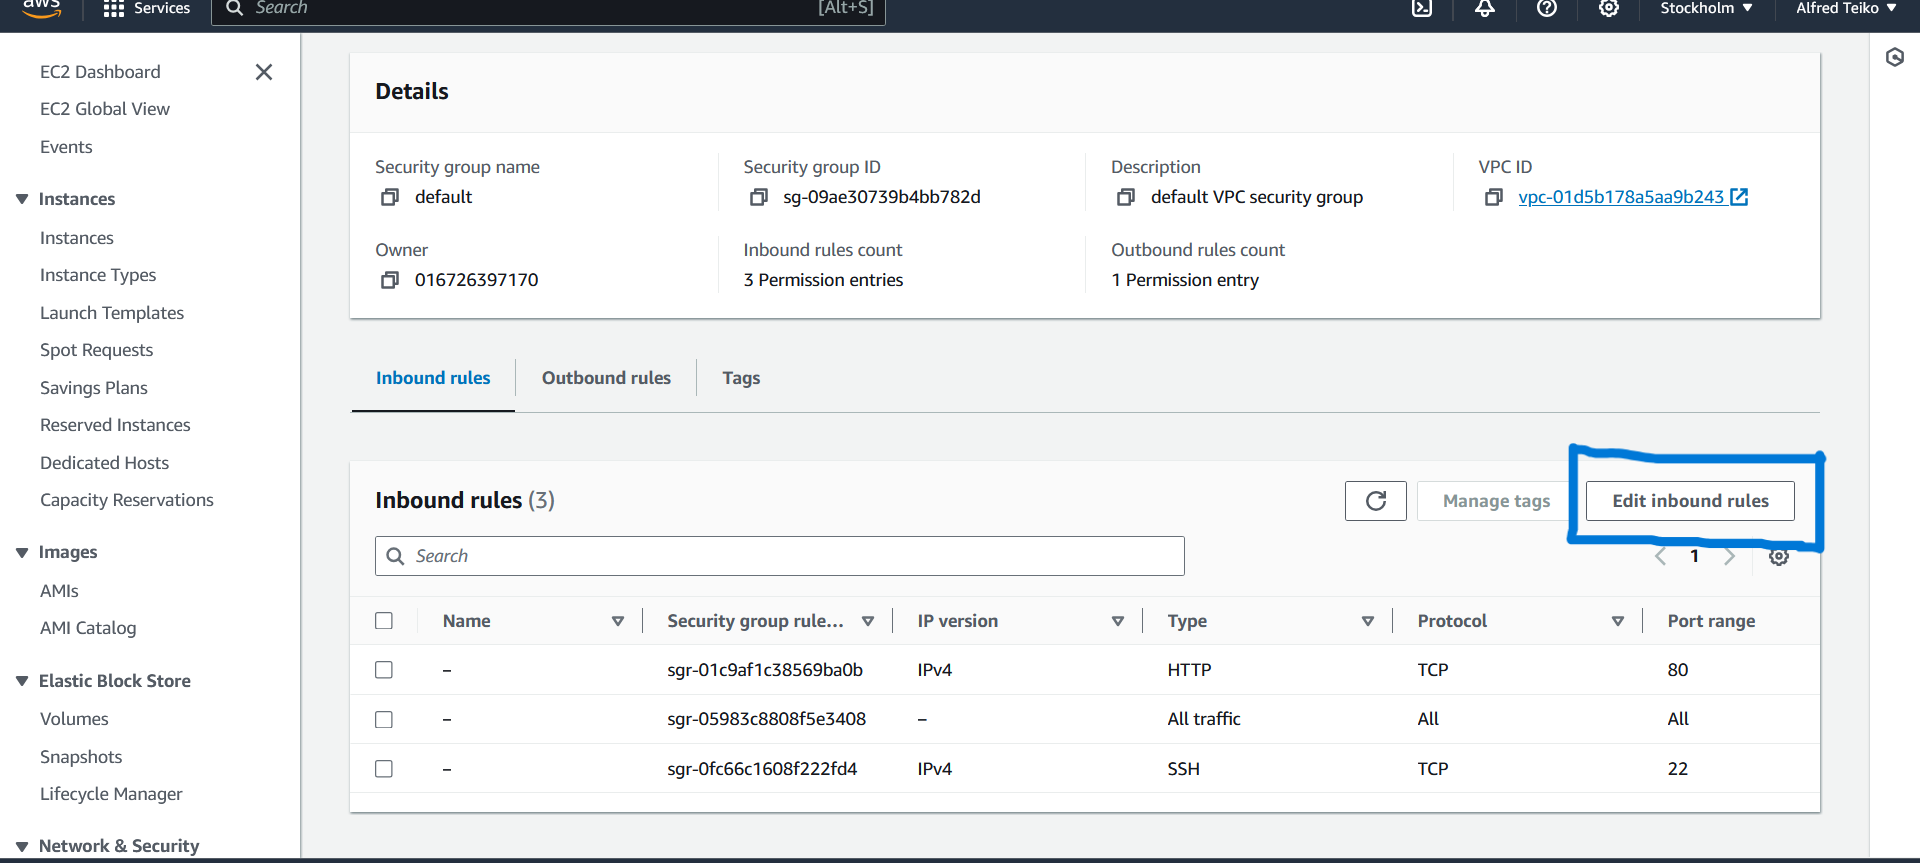 aws Services Search [Alt+S] Stockholm Alfred Teiko
EC2 Dashboard
EC2 Global View
Events
Instances
Instances
Instance Types
Launch Templates
Spot Requests
Savings Plans
Reserved Instances
Dedicated Hosts
Capacity Reservations
Images
AMIs
AMI Catalog
Elastic Block Store
Volumes
Snapshots
Lifecycle Manager
Network & Security
Details
Security group name Security group ID Description VPC ID
default sg-09ae30739b4bb782d default VPC security group vpc-01d5b178a5aa9b243
Owner Inbound rules count Outbound rules count
016726397170 3 Permission entries 1 Permission entry
Inbound rules Outbound rules Tags
Inbound rules (3) Manage tags Edit inbound rules
Search 1
Name Security group rule... IP version Type Protocol Port range
– sgr-01c9af1c38569ba0b IPv4 HTTP TCP 80
– sgr-05983c8808f5e3408 – All traffic All All
– sgr-0fc66c1608f222fd4 IPv4 SSH TCP 22